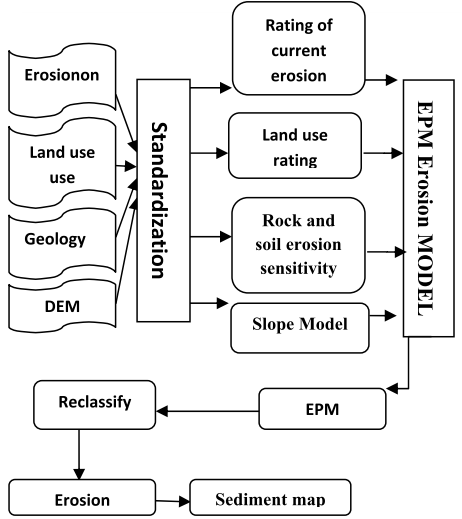 Erosionon
Land use
use
Geology
DEM
Standardization
Rating of
current
erosion
Land use
rating
Rock and
soil erosion
sensitivity
Slope Model
EPM Erosion MODEL
EPM
Reclassify
Erosion
Sediment map